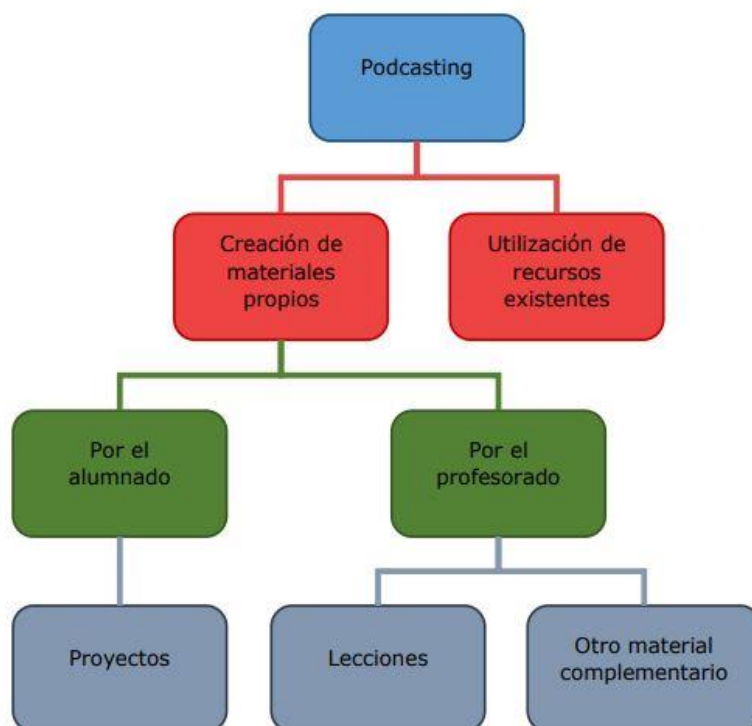 Podcasting
Creación de
materiales
propios
Utilización de
recursos
existentes
Por el
alumnado
Por el
profesorado
Proyectos
Lecciones
Otro material
complementario